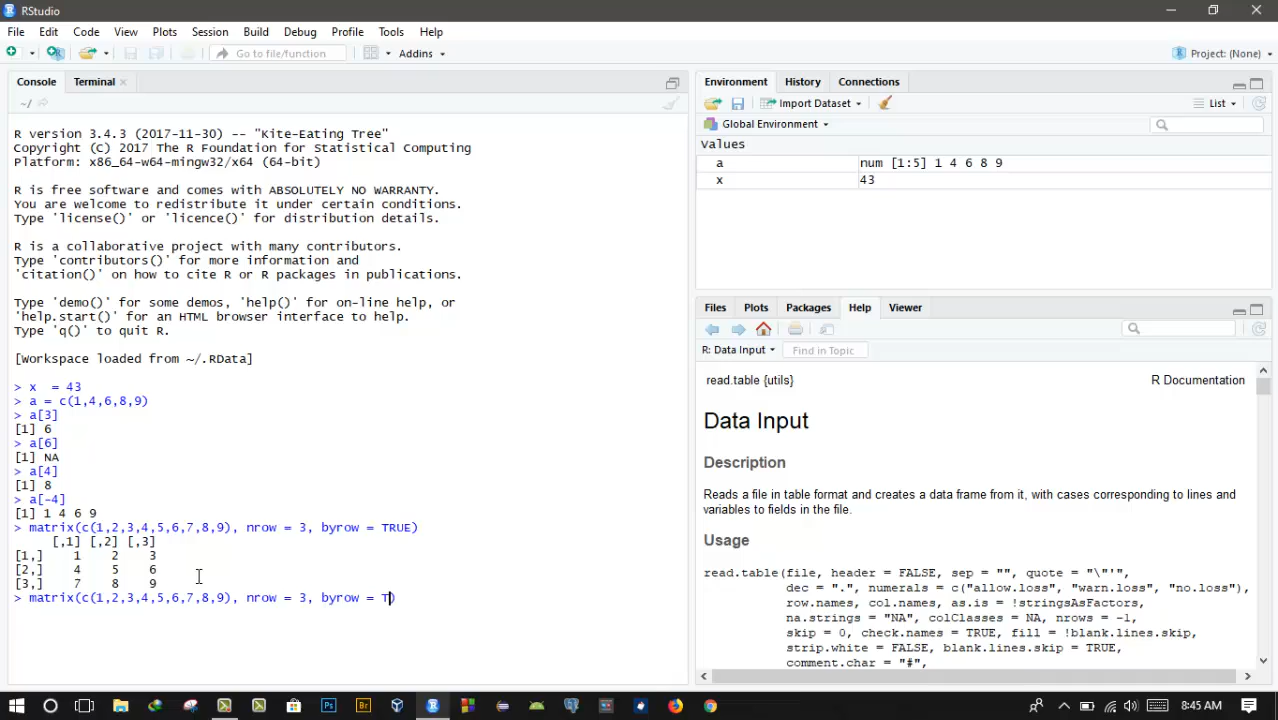 RStudio
File Edit Code View Plots Session Build Debug Profile Tools Help
Go to file/function Addins Project: (None)
Console Terminal
~/
R version 3.4.3 (2017-11-30) -- "Kite-Eating Tree"
Copyright (C) 2017 The R Foundation for Statistical Computing
Platform: x86_64-w64-mingw32/x64 (64-bit)
R is free software and comes with ABSOLUTELY NO WARRANTY.
You are welcome to redistribute it under certain conditions.
Type 'license()' or 'licence()' for distribution details.
R is a collaborative project with many contributors.
Type 'contributors()' for more information and
'citation()' on how to cite R or R packages in publications.
Type 'demo()' for some demos, 'help()' for on-line help, or
'help.start()' for an HTML browser interface to help.
Type 'q()' to quit R.
[Workspace loaded from ~/.RData]
> x  = 43
> a = c(1,4,6,8,9)
> a[3]
[1] 6
> a[6]
[1] NA
> a[4]
[1] 8
> a[-4]
[1] 1 4 6 9
> matrix(c(1,2,3,4,5,6,7,8,9), nrow = 3, byrow = TRUE)
     [,1] [,2] [,3]
[1,]    1    2    3
[2,]    4    5    6
[3,]    7    8    9
> matrix(c(1,2,3,4,5,6,7,8,9), nrow = 3, byrow = T)
Environment History Connections
Import Dataset List
Global Environment
Values
a num [1:5] 1 4 6 8 9
x 43
Files Plots Packages Help Viewer
R: Data Input Find in Topic
read.table {utils} R Documentation
Data Input
Description
Reads a file in table format and creates a data frame from it, with cases corresponding to lines and
variables to fields in the file.
Usage
read.table(file, header = FALSE, sep = "", quote = "\"'",
dec = ".", numerals = c("allow.loss", "warn.loss", "no.loss"),
row.names, col.names, as.is = !stringsAsFactors,
na.strings = "NA", colClasses = NA, nrows = -1,
skip = 0, check.names = TRUE, fill = !blank.lines.skip,
strip.white = FALSE, blank.lines.skip = TRUE,
comment.char = "#",
Ps Br R 8:45 AM